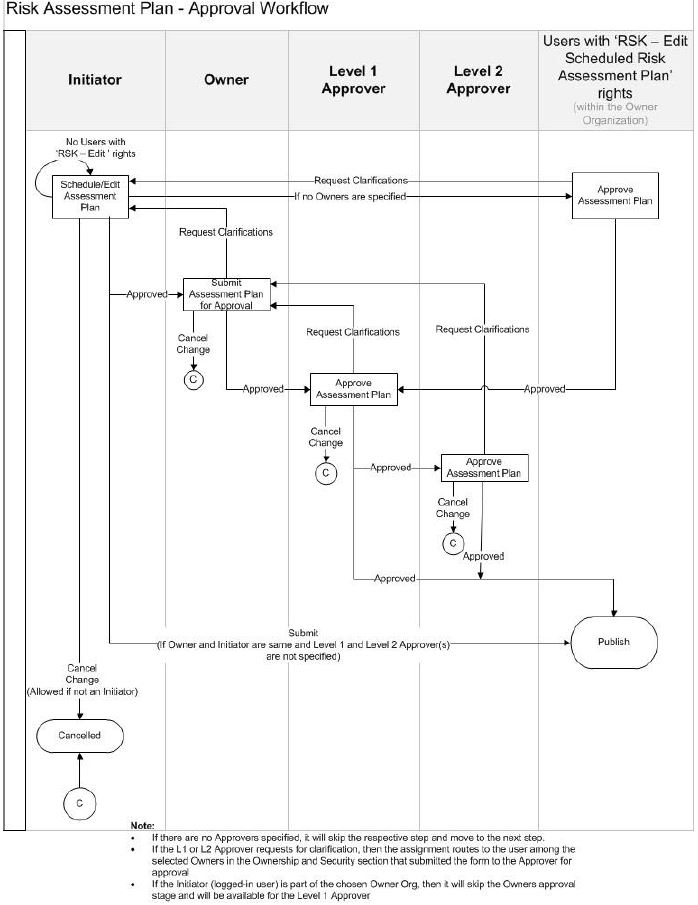 Risk Assessment Plan - Approval Workflow
Initiator
Owner
Level 1
Approver
Level 2
Approver
Users with ‘RSK – Edit
Scheduled Risk
Assessment Plan’
rights
(within the Owner
Organization)
No Users with
‘RSK – Edit ’ rights
Schedule/Edit
Assessment
Plan
Request Clarifications
If no Owners are specified
Approve
Assessment Plan
Request Clarifications
Approved
Submit
Assessment Plan
for Approval
Cancel
Change
C
Request Clarifications
Request Clarifications
Approved
Approve
Assessment Plan
Approved
Cancel
Change
C
Approved
Approve
Assessment Plan
Cancel
Change
C
Approved
Approved
Submit
(If Owner and Initiator are same and Level 1 and Level 2 Approver(s)
are not specified)
Publish
Cancel
Change
(Allowed if not an Initiator)
Cancelled
C
Note:
• If there are no Approvers specified, it will skip the respective step and move to the next step.
• If the L1 or L2 Approver requests for clarification, then the assignment routes to the user among the
selected Owners in the Ownership and Security section that submitted the form to the Approver for
approval
• If the Initiator (logged-in user) is part of the chosen Owner Org, then it will skip the Owners approval
stage and will be available for the Level 1 Approver